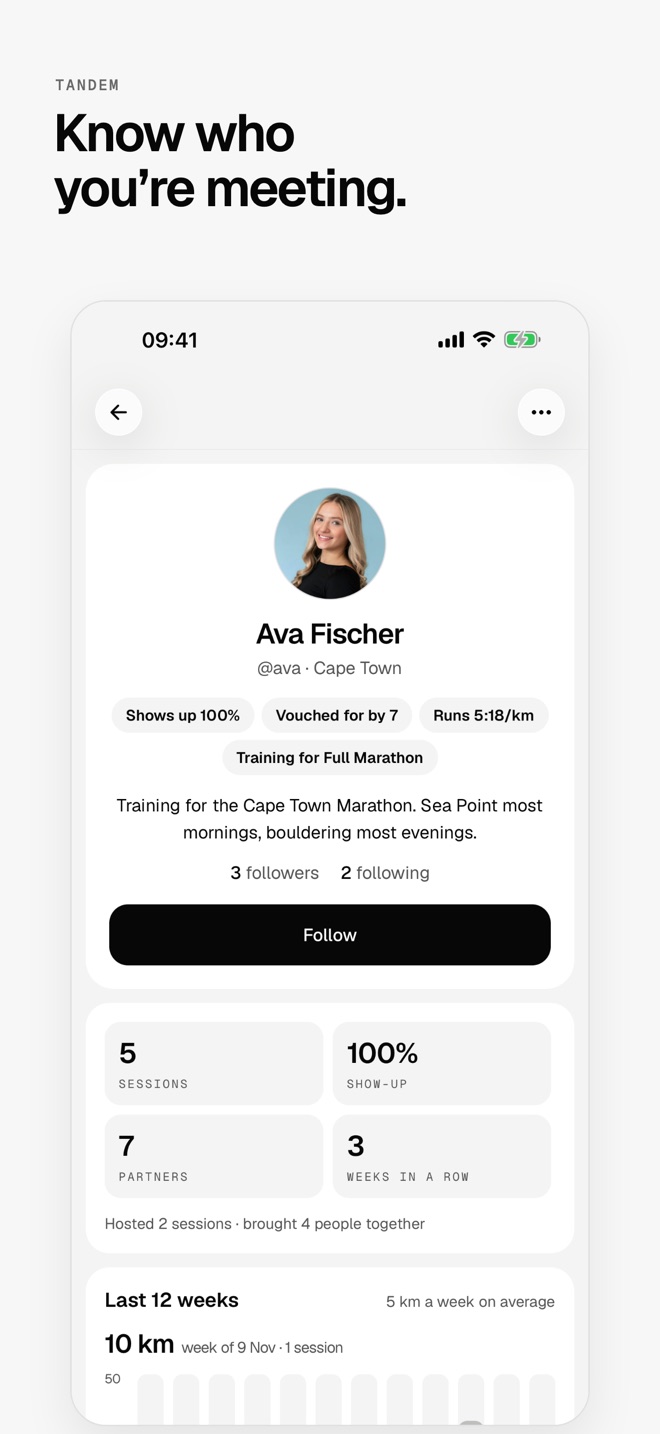 TANDEM
Know who
you’re meeting.
09:41
Ava Fischer
@ava · Cape Town
Shows up 100%
Vouched for by 7
Runs 5:18/km
Training for Full Marathon
Training for the Cape Town Marathon. Sea Point most
mornings, bouldering most evenings.
3 followers 2 following
Follow
5
SESSIONS
100%
SHOW-UP
7
PARTNERS
3
WEEKS IN A ROW
Hosted 2 sessions · brought 4 people together
Last 12 weeks
5 km a week on average
10 km week of 9 Nov · 1 session
50